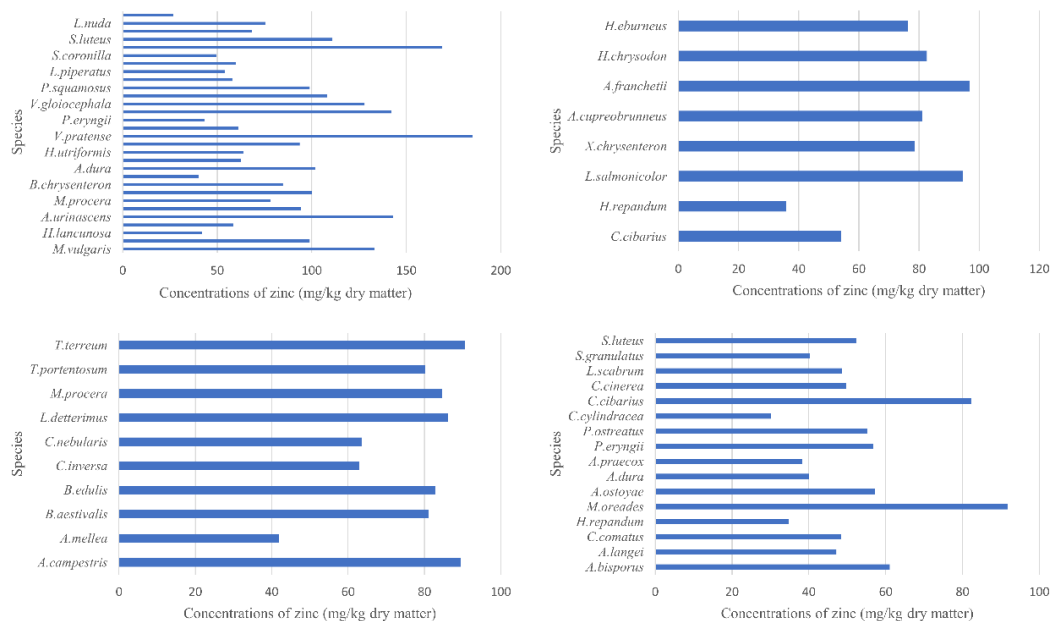 L.nuda
S.luteus
S.coronilla
L.piperatus
P.squamosus
V.gloiocephala
P.eryngii
V.pratense
H.utriformis
A.dura
B.chrysenteron
M.procera
A.urinascens
H.lancunosa
M.vulgaris
Species
0 50 100 150 200
Concentrations of zinc (mg/kg dry matter)
H.eburneus
H.chrysodon
A.franchetii
A.cupreobrunneus
X.chrysenteron
L.salmonicolor
H.repandum
C.cibarius
Species
0 20 40 60 80 100 120
Concentrations of zinc (mg/kg dry matter)
T.terreum
T.portentosum
M.procera
L.detterimus
C.nebularis
C.inversa
B.edulis
B.aestivalis
A.mellea
A.campestris
Species
0 20 40 60 80 100
Concentrations of zinc (mg/kg dry matter)
S.luteus
S.granulatus
L.scabrum
C.cinerea
C.cibarius
C.cylindracea
P.ostreatus
P.eryngii
A.praecox
A.dura
A.ostoyae
M.oreades
H.repandum
C.comatus
A.langei
A.bisporus
Species
0 20 40 60 80 100
Concentrations of zinc (mg/kg dry matter)